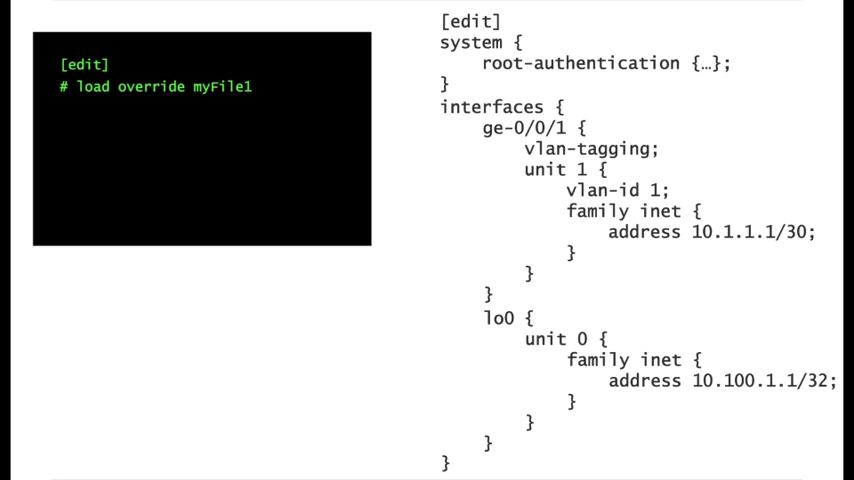 [edit]
# load override myFile1
[edit]
system {
root-authentication {…};
}
interfaces {
ge-0/0/1 {
vlan-tagging;
unit 1 {
vlan-id 1;
family inet {
address 10.1.1.1/30;
}
}
}
lo0 {
unit 0 {
family inet {
address 10.100.1.1/32;
}
}
}
}